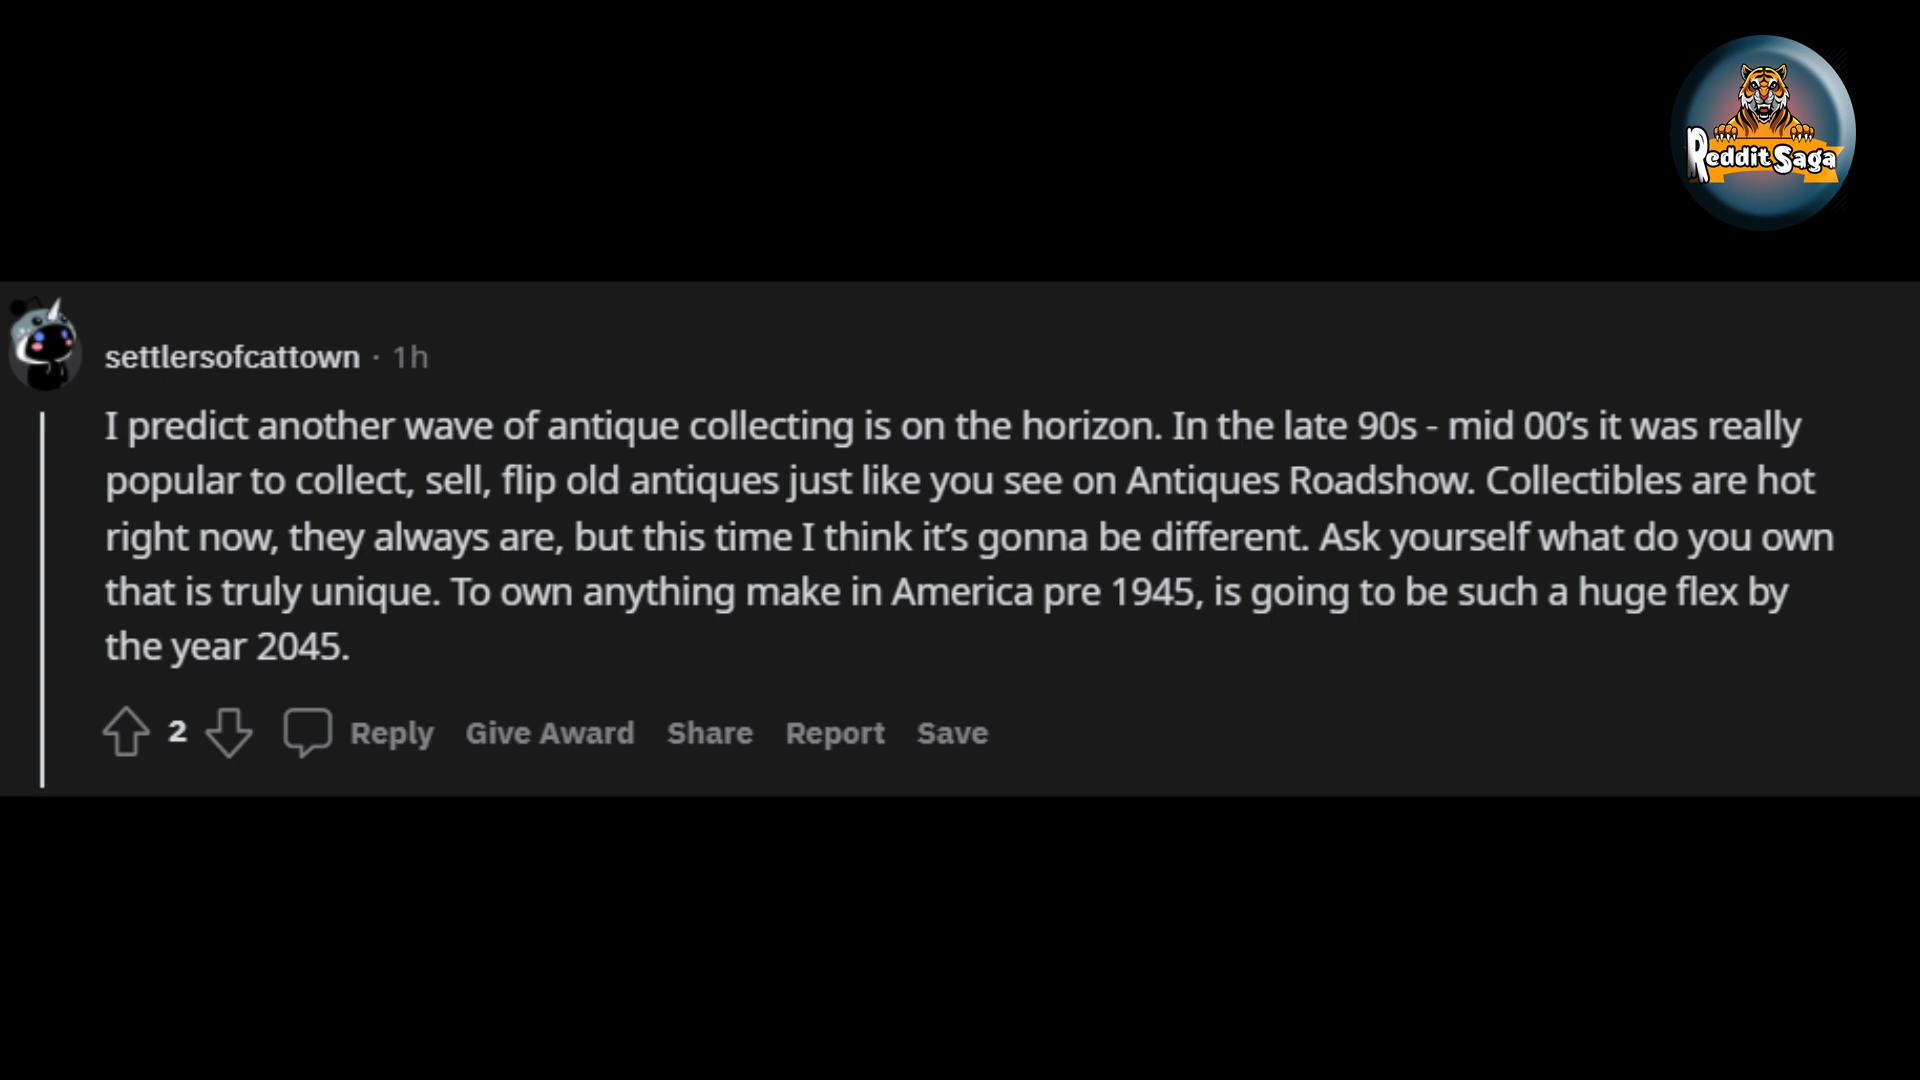 Reddit Saga
settlersofcattown · 1h
I predict another wave of antique collecting is on the horizon. In the late 90s - mid 00’s it was really
popular to collect, sell, flip old antiques just like you see on Antiques Roadshow. Collectibles are hot
right now, they always are, but this time I think it’s gonna be different. Ask yourself what do you own
that is truly unique. To own anything make in America pre 1945, is going to be such a huge flex by
the year 2045.
2 Reply Give Award Share Report Save